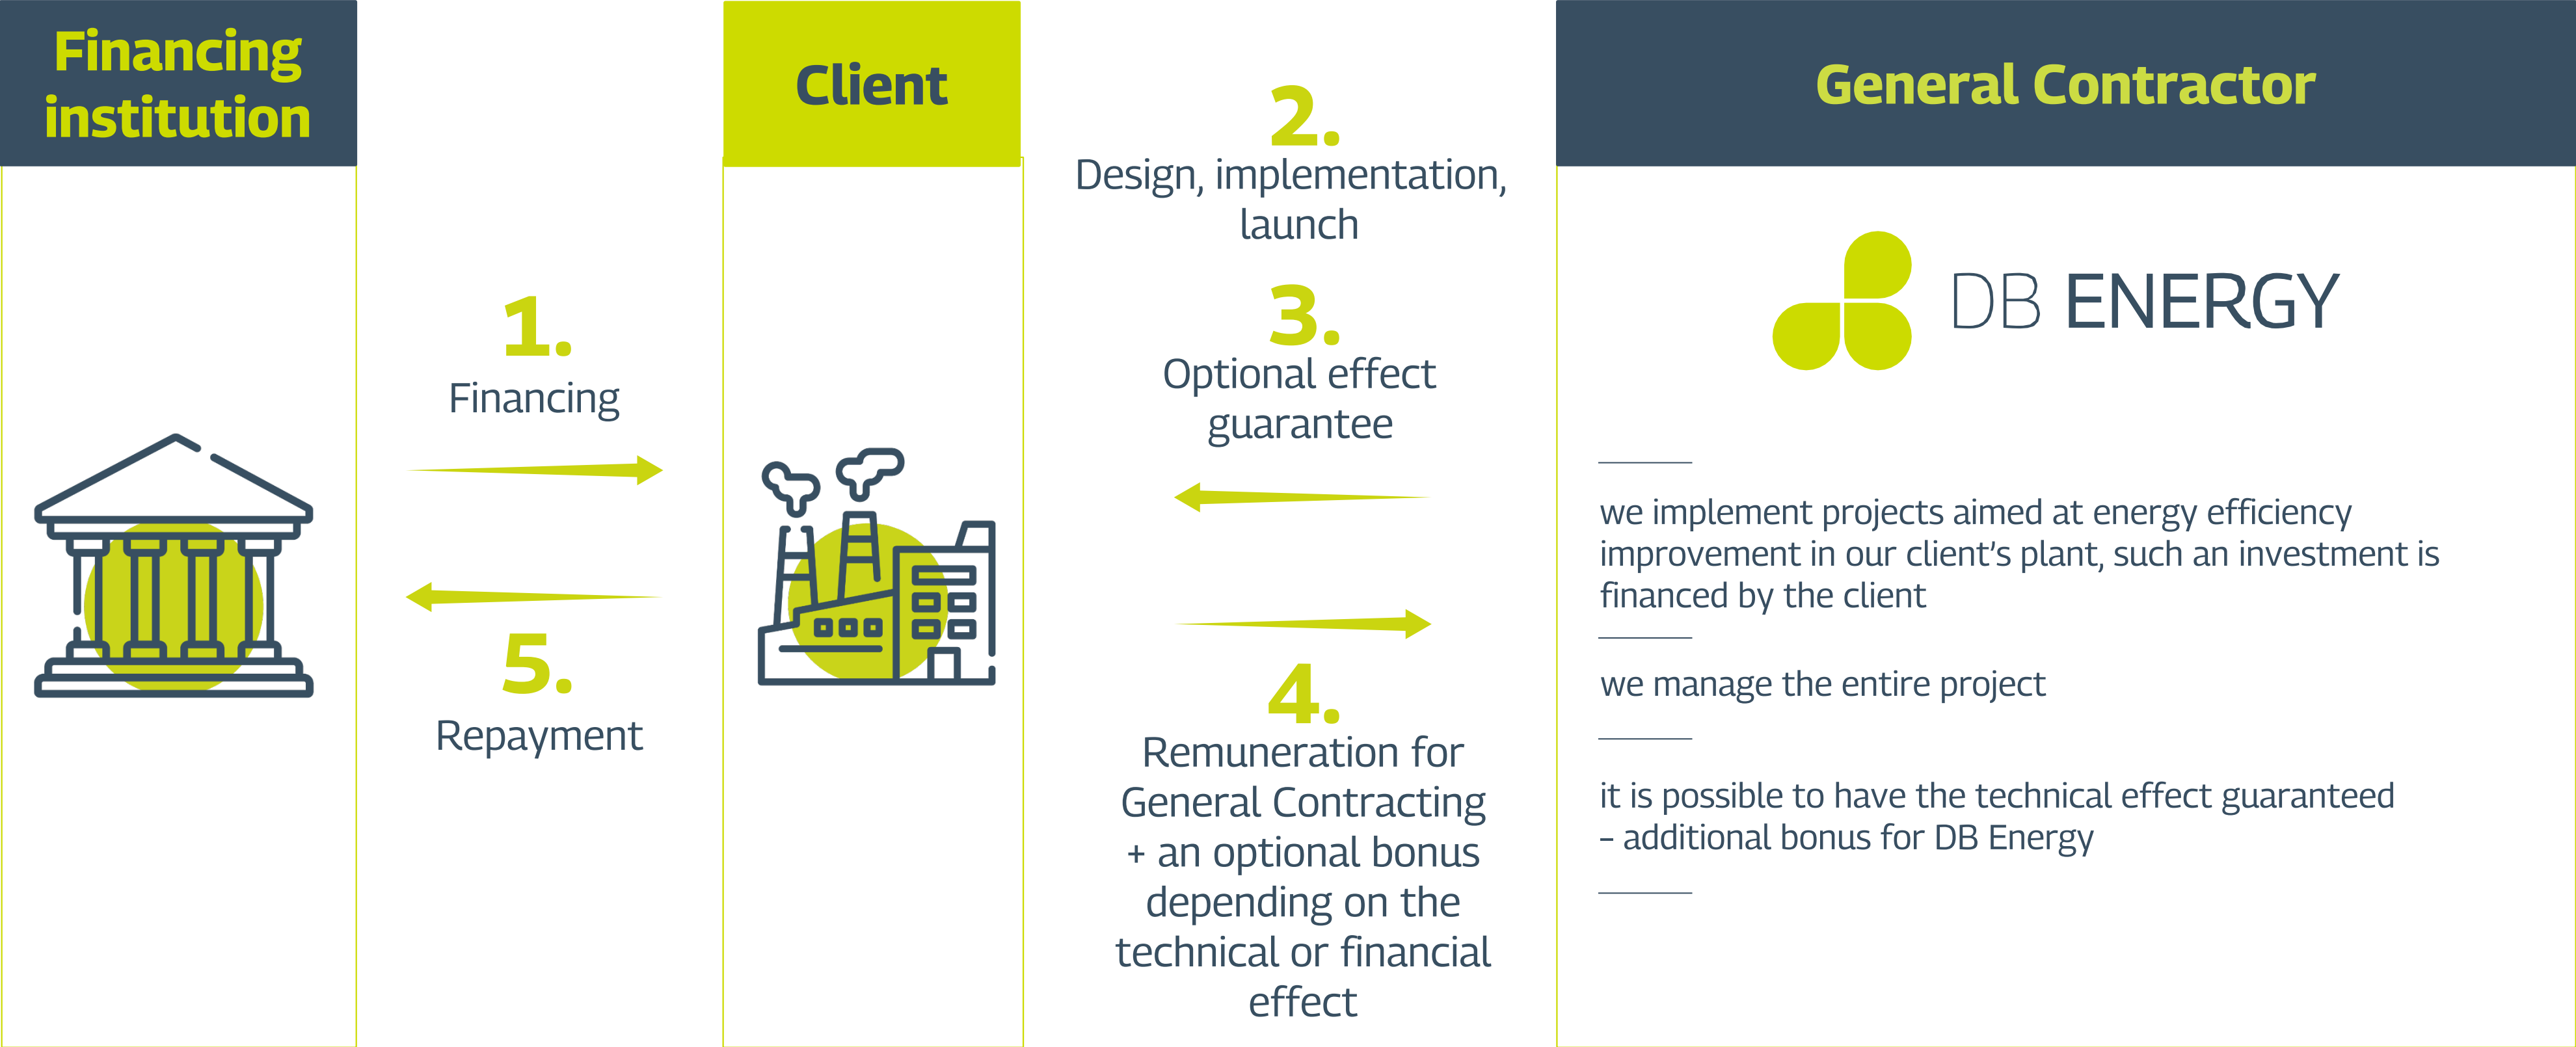 Financing
institution
1.
Financing
5.
Repayment
Client
2.
Design, implementation,
launch
3.
Optional effect
guarantee
4.
Remuneration for
General Contracting
+ an optional bonus
depending on the
technical or financial
effect
General Contractor
DB ENERGY
we implement projects aimed at energy efficiency
improvement in our client’s plant, such an investment is
financed by the client
we manage the entire project
it is possible to have the technical effect guaranteed
– additional bonus for DB Energy